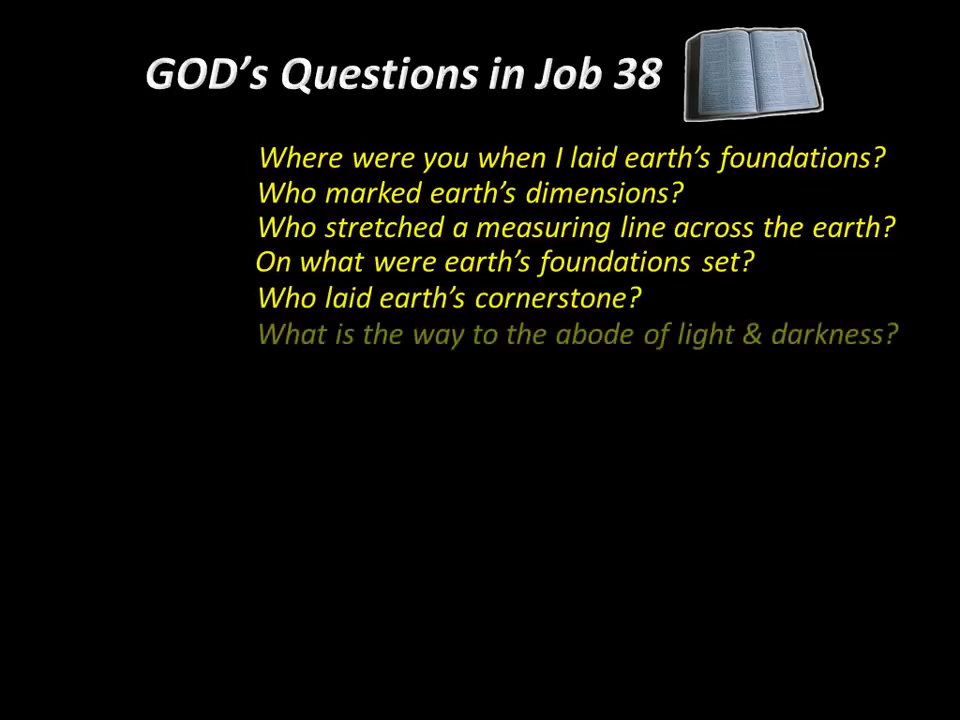 GOD’s Questions in Job 38
Where were you when I laid earth’s foundations?
Who marked earth’s dimensions?
Who stretched a measuring line across the earth?
On what were earth’s foundations set?
Who laid earth’s cornerstone?
What is the way to the abode of light & darkness?